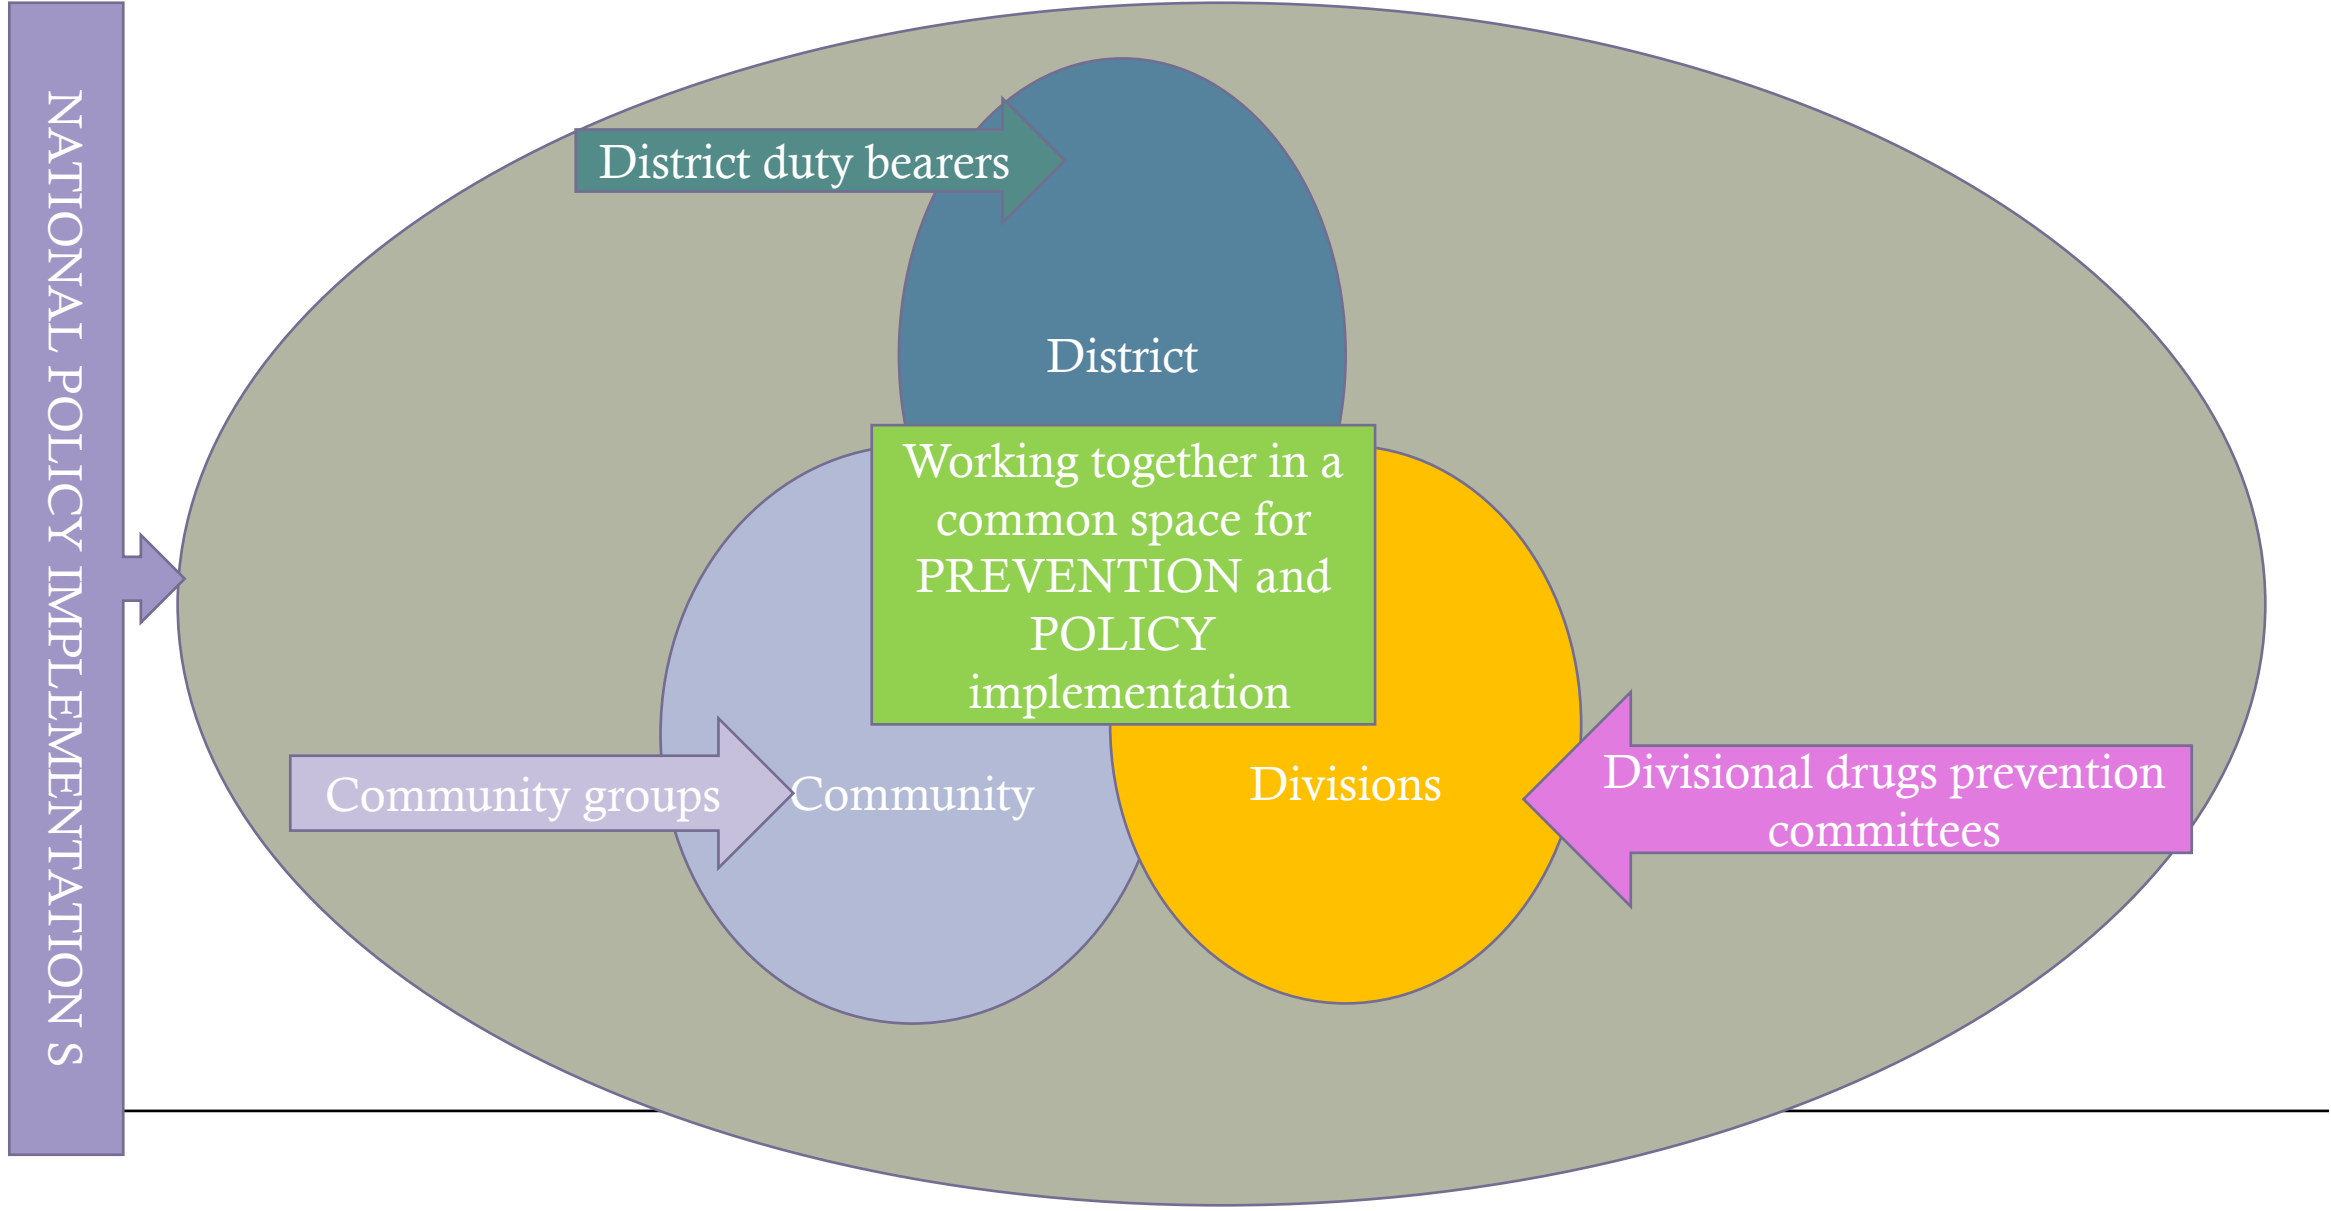 NATIONAL POLICY IMPLEMENTATION S
District duty bearers
District
Working together in a
common space for
PREVENTION and
POLICY
implementation
Community groups
Community
Divisions
Divisional drugs prevention
committees